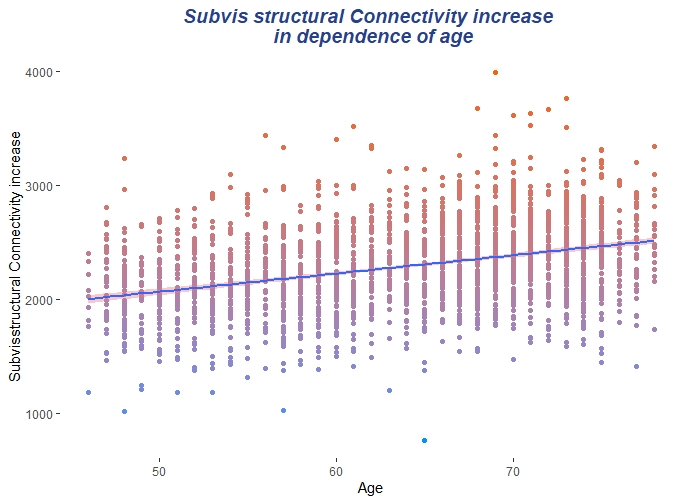 Subvis structural Connectivity increase
in dependence of age
Subvisstructural Connectivity increase
4000
3000
2000
1000
50
60
70
Age